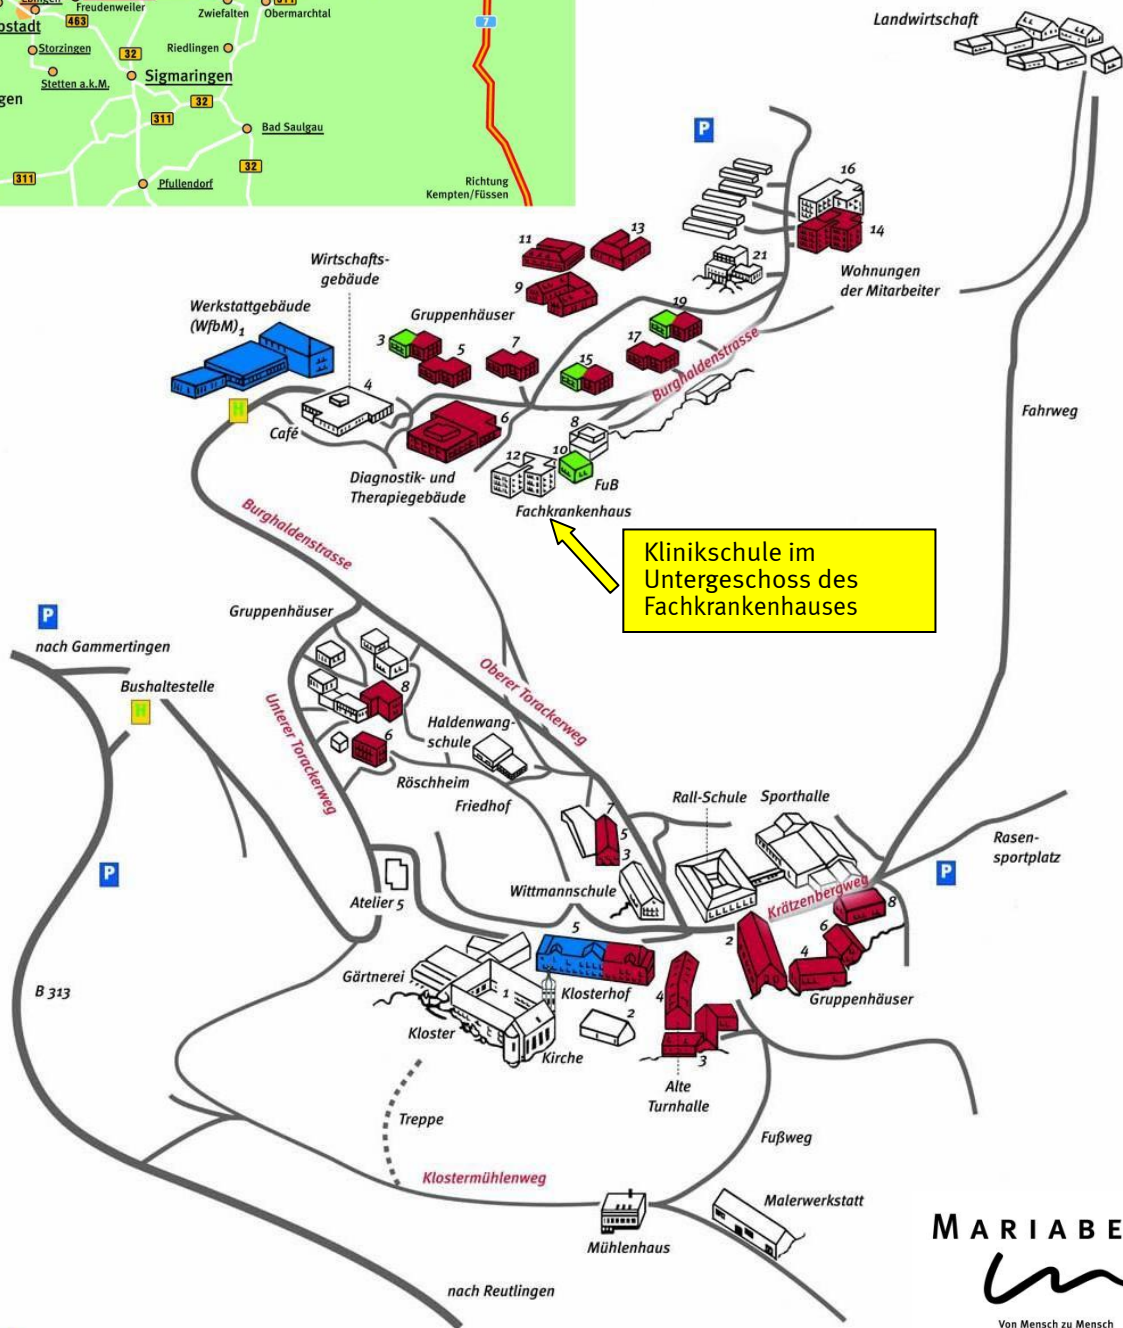 Freudenweiler
463
Zwiefalten
Obermarchtal
311
Storzingen
32
Riedlingen
Stetten a.k.M.
Sigmaringen
32
311
Bad Saulgau
32
311
Pfullendorf
7
Richtung
Kempten/Füssen
Landwirtschaft
P
16
14
13
11
9
21
Wohnungen
der Mitarbeiter
Wirtschafts-
gebäude
Werkstattgebäude
(WfbM)
1
Gruppenhäuser
3
5
7
19
17
15
Burghaldenstrasse
Fahrweg
4
H
Café
6
8
12
10
FuB
Diagnostik- und
Therapiegebäude
Fachkrankenhaus
Burghaldenstrasse
Klinikschule im
Untergeschoss des
Fachkrankenhauses
P
nach Gammertingen
Bushaltestelle
H
Gruppenhäuser
8
6
Unterer Torackerweg
Oberer Torackerweg
Haldenwang-
schule
Röschheim
Friedhof
7
5
3
Rall-Schule
Sporthalle
Rasen-
sportplatz
P
P
Wittmannschule
Atelier 5
Krätzenbergweg
8
2
6
4
Gruppenhäuser
B 313
Gärtnerei
5
Klosterhof
1
Kloster
Kirche
2
4
3
Alte
Turnhalle
Treppe
Fußweg
Klostermühlenweg
Malerwerkstatt
Mühlenhaus
nach Reutlingen
MARIABE
Von Mensch zu Mensch